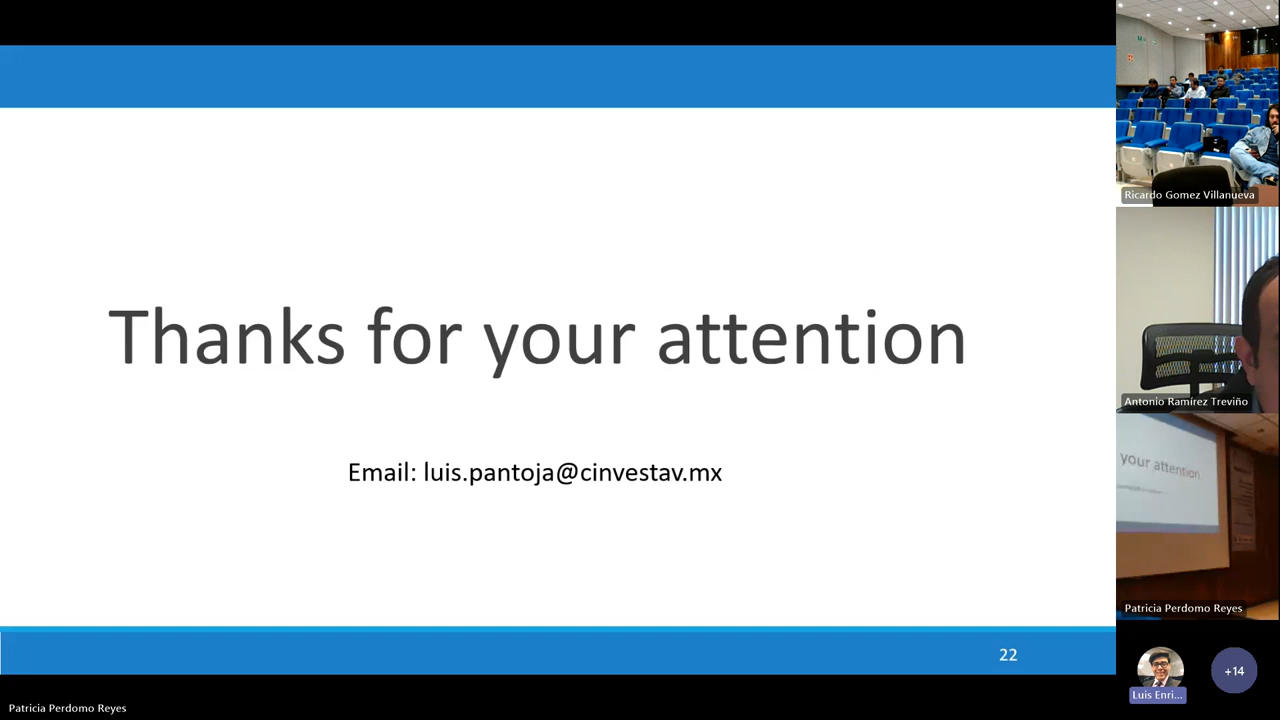 Thanks for your attention
Email: luis.pantoja@cinvestav.mx
22
Patricia Perdomo Reyes
Ricardo Gomez Villanueva
Antonio Ramírez Treviño
your attention
Patricia Perdomo Reyes
Luis Enri...
+14